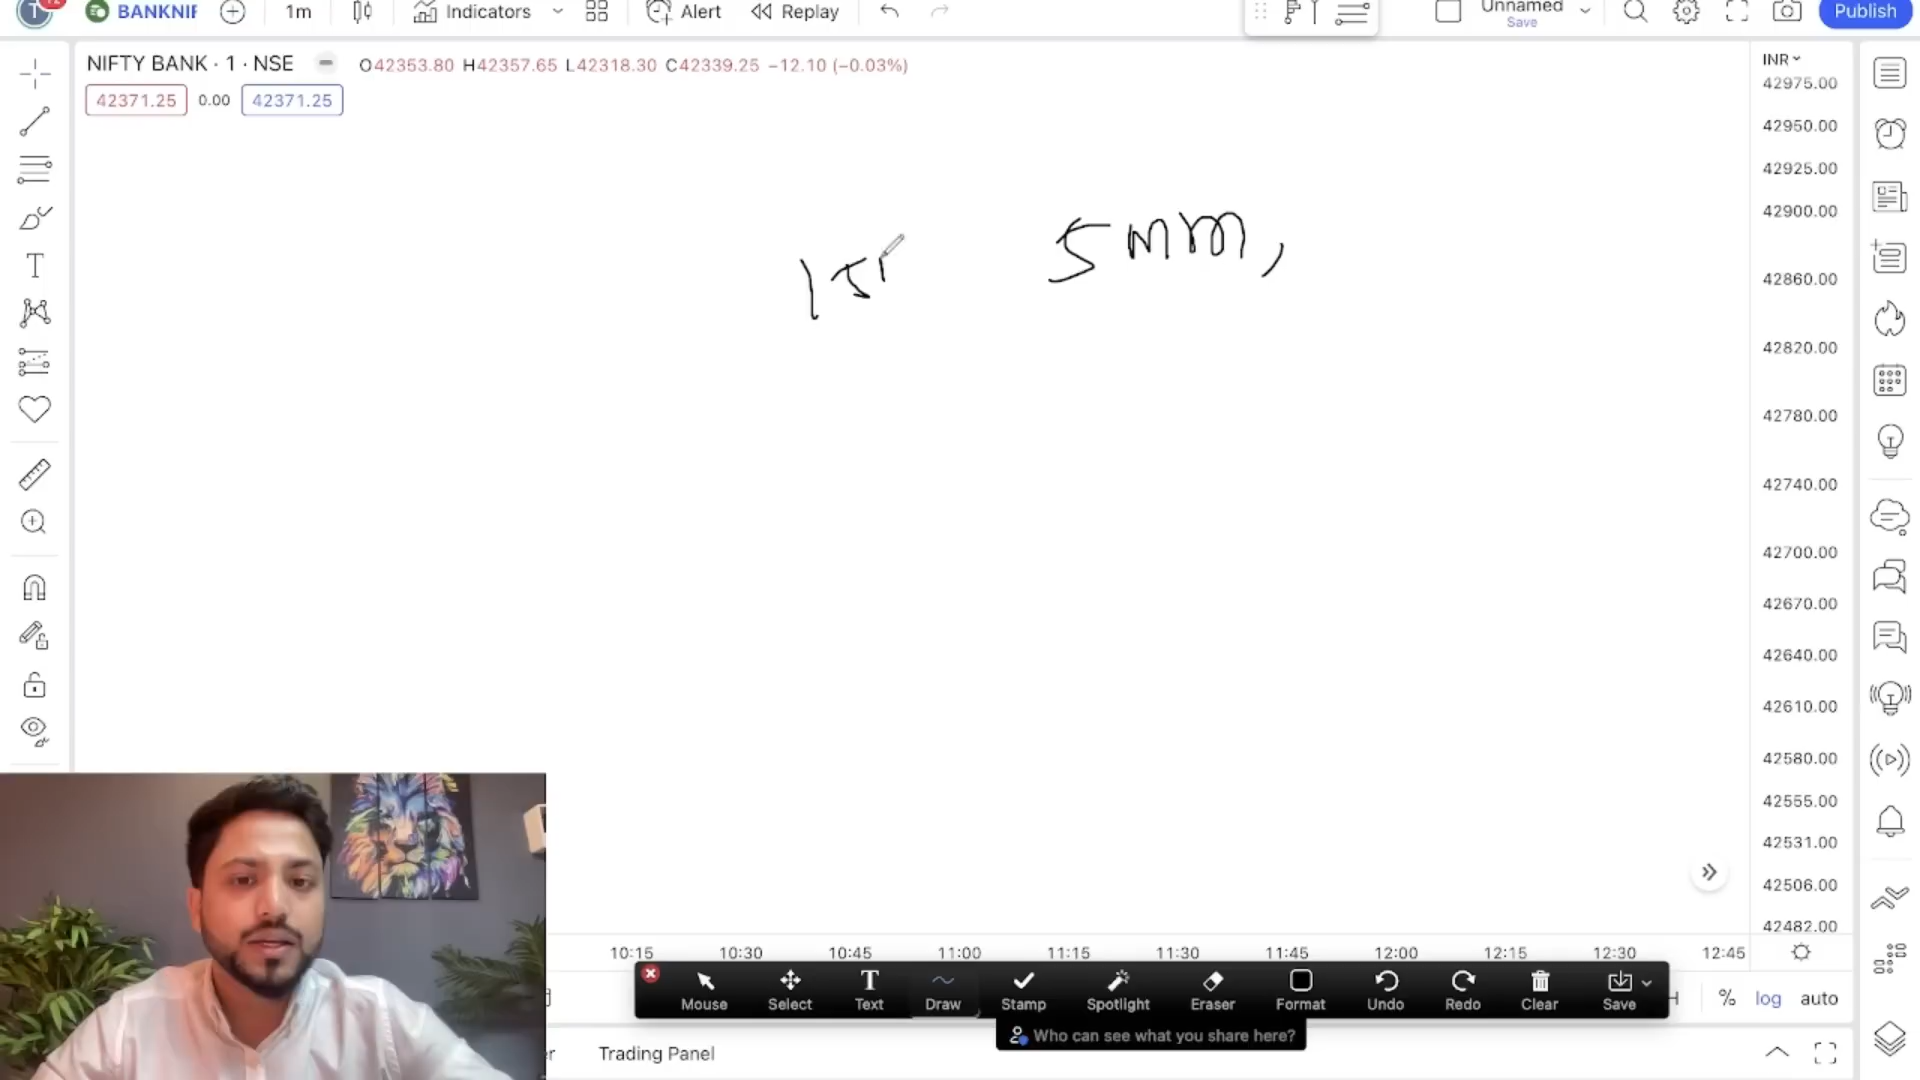 BANKNIF 1m Indicators Alert Replay Unnamed Save Publish
NIFTY BANK · 1 · NSE O42353.80 H42357.65 L42318.30 C42339.25 −12.10 (−0.03%)
42371.25 0.00 42371.25
INR
42975.00
42950.00
42925.00
42900.00
42860.00
42820.00
42780.00
42740.00
42700.00
42670.00
42640.00
42610.00
42580.00
42555.00
42531.00
42506.00
42482.00
5 mm,
10:15 10:30 10:45 11:00 11:15 11:30 11:45 12:00 12:15 12:30 12:45
Mouse Select Text Draw Stamp Spotlight Eraser Format Undo Redo Clear Save
% log auto
Who can see what you share here?
Trading Panel